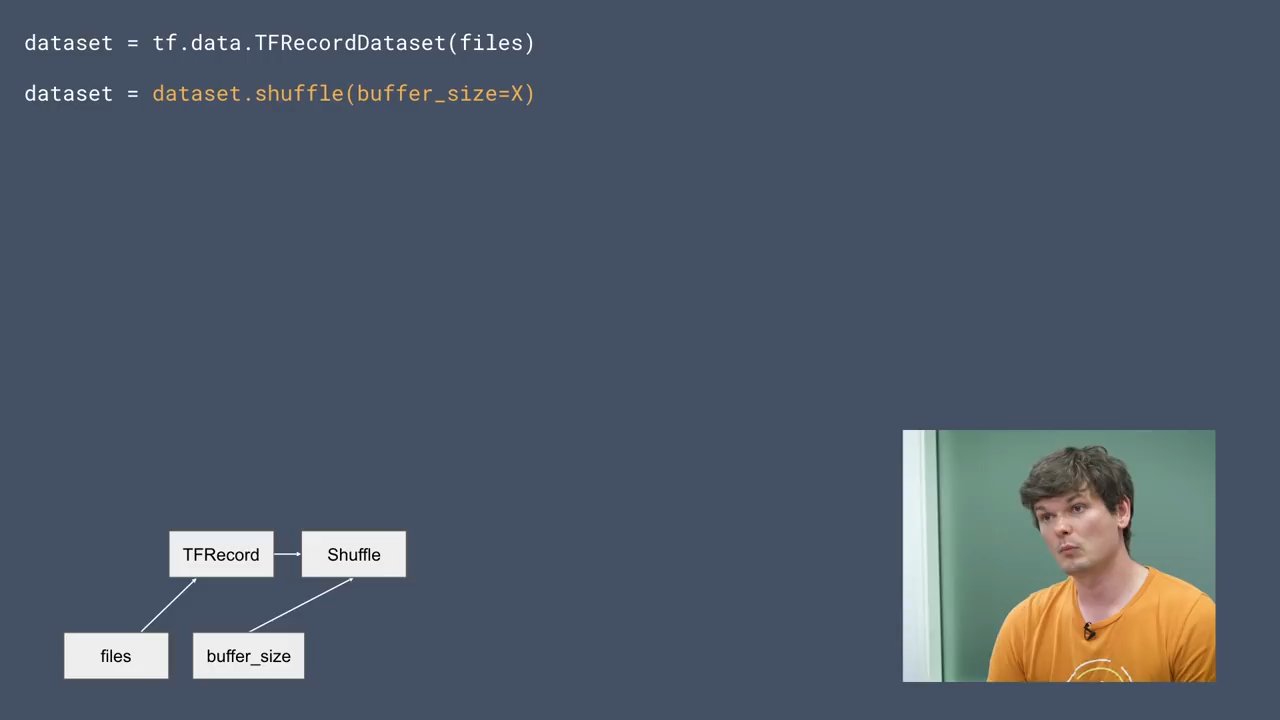 dataset = tf.data.TFRecordDataset(files)
dataset = dataset.shuffle(buffer_size=X)
TFRecord
Shuffle
files
buffer_size